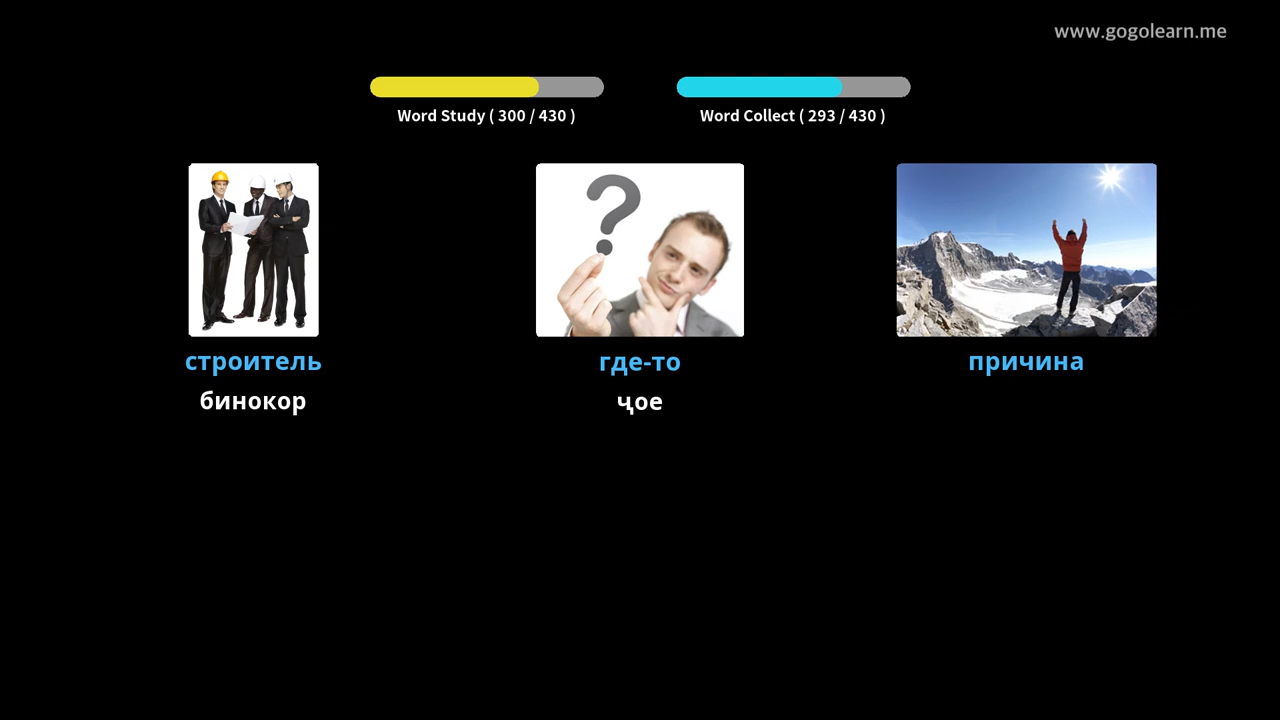 www.gogolearn.me
Word Study ( 300 / 430 )
Word Collect ( 293 / 430 )
строитель
где-то
причина
бинокор
ҷое